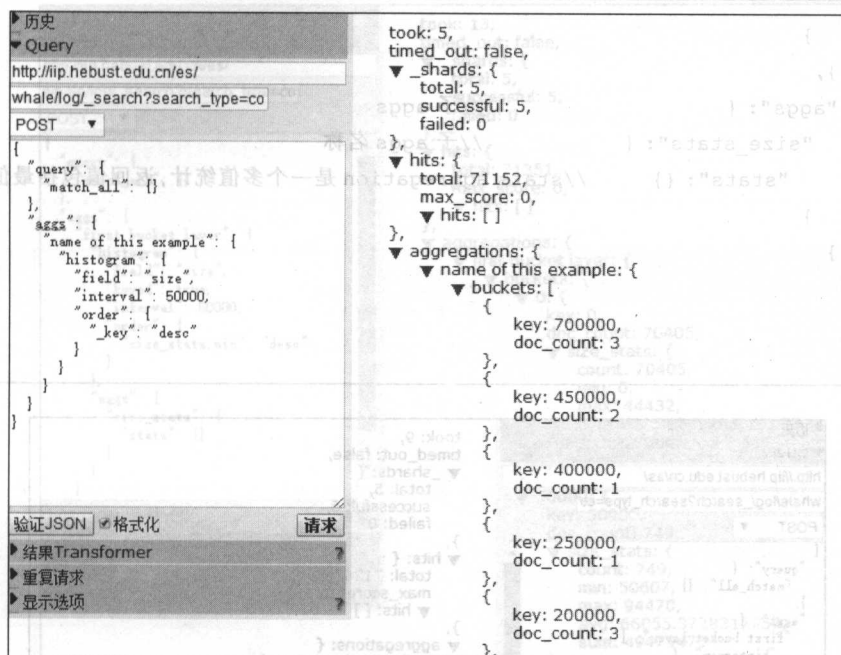 历史
Query
http://iip.hebust.edu.cn/es/
whale/log/_search?search_type=co
POST
{
"query": {
"match_all": {}
},
"aggs": {
"name of this example": {
"histogram": {
"field": "size",
"interval": 50000,
"order": {
"_key": "desc"
}
}
}
}
}
验证JSON 格式化 请求
结果Transformer ?
重复请求
显示选项 ?
took: 5,
timed_out: false,
_shards: {
total: 5,
successful: 5,
failed: 0
},
hits: {
total: 71152,
max_score: 0,
hits: [ ]
},
aggregations: {
name of this example: {
buckets: [
{
key: 700000,
doc_count: 3
},
{
key: 450000,
doc_count: 2
},
{
key: 400000,
doc_count: 1
},
{
key: 250000,
doc_count: 1
},
{
key: 200000,
doc_count: 3
},